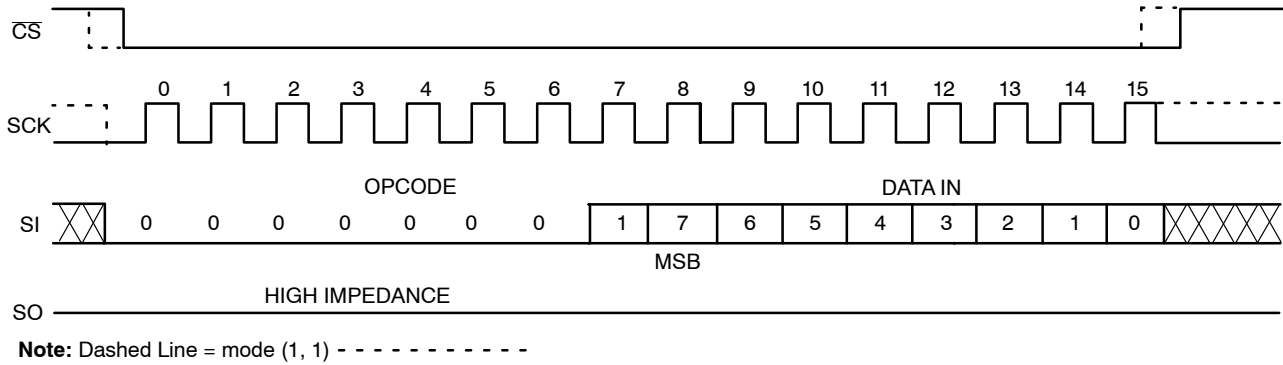 C̅S̅
0 1 2 3 4 5 6 7 8 9 10 11 12 13 14 15
SCK
OPCODE DATA IN
SI 0 0 0 0 0 0 0 1 7 6 5 4 3 2 1 0
MSB
HIGH IMPEDANCE
SO
Note: Dashed Line = mode (1, 1)